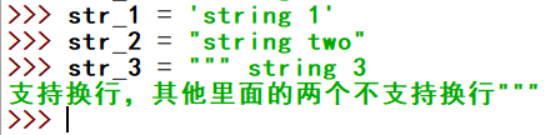 >>> str_1 = 'string 1'
>>> str_2 = "string two"
>>> str_3 = """ string 3
支持换行，其他里面的两个不支持换行"""
>>>